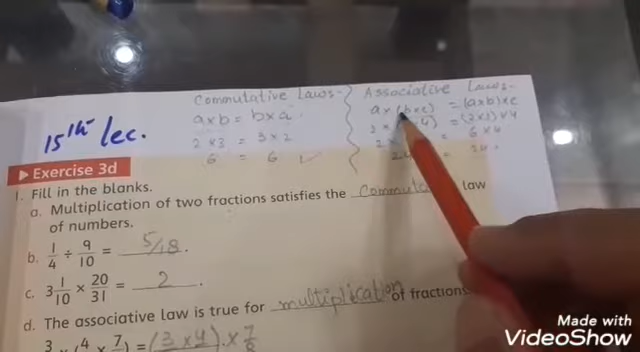 Commutative Laws-
a×b = b×a
2×3 = 3×2
6 = 6 ✓
Associative Laws-
a×(b×c) = (a×b)×c
4) = (2×3)×4
= 6×4
24 = 24
15th lec.
▶ Exercise 3d
1. Fill in the blanks.
a. Multiplication of two fractions satisfies the law
of numbers.
b. 1/4 ÷ 9/10 = 5/18.
c. 3 1/10 × 20/31 = 2.
d. The associative law is true for multiplication of fractions
= (3×4) × 7/8
Made with
VideoShow